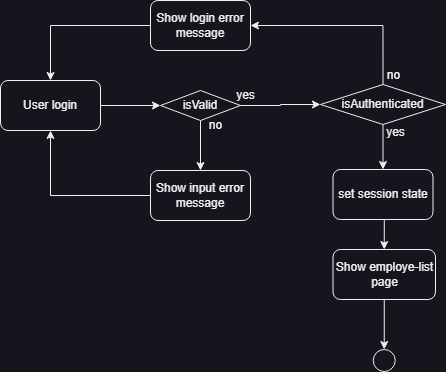 Show login error
message
no
User login
isValid
yes
isAuthenticated
no
yes
Show input error
message
set session state
Show employe-list
page